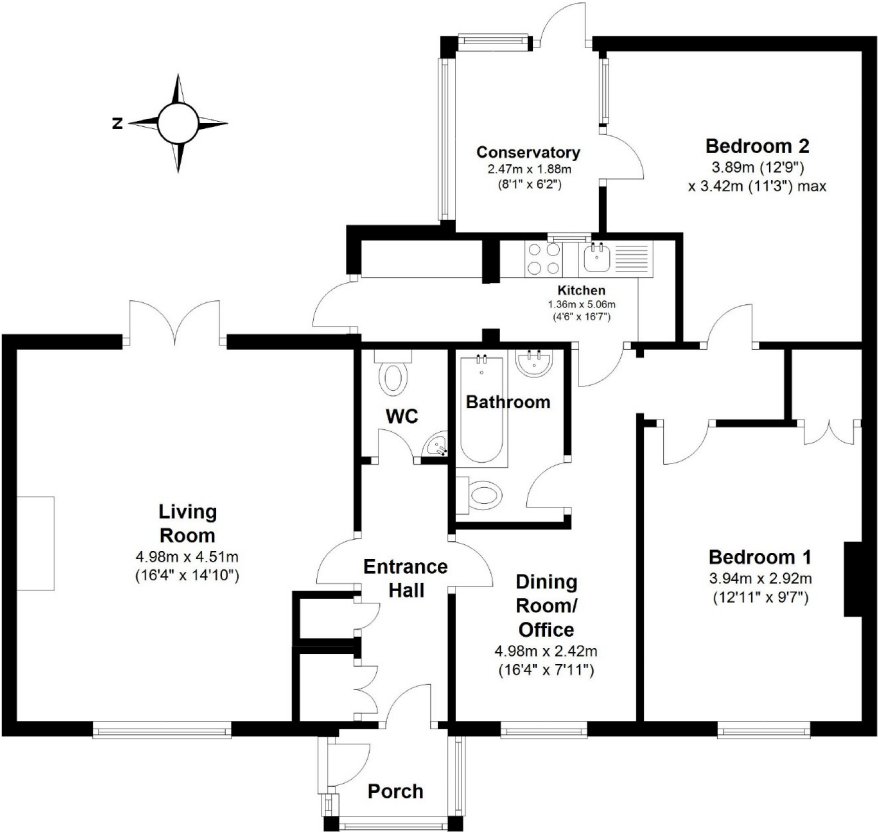 N
Conservatory
2.47m x 1.88m
(8'1" x 6'2")
Bedroom 2
3.89m (12'9")
x 3.42m (11'3") max
Kitchen
1.36m x 5.06m
(4'6" x 16'7")
WC
Bathroom
Living
Room
4.98m x 4.51m
(16'4" x 14'10")
Entrance
Hall
Dining
Room/
Office
4.98m x 2.42m
(16'4" x 7'11")
Bedroom 1
3.94m x 2.92m
(12'11" x 9'7")
Porch